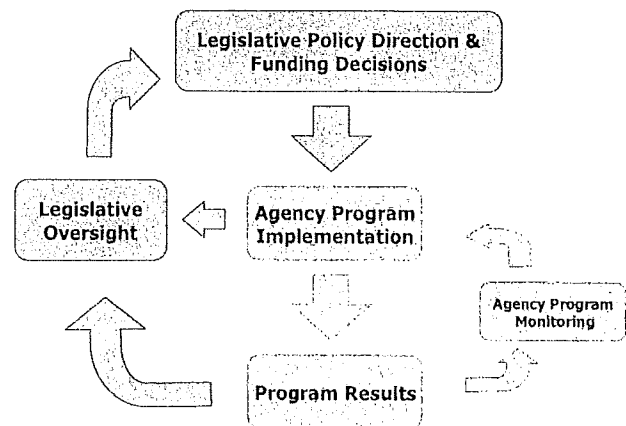 Legislative Policy Direction &
Funding Decisions
Legislative
Oversight
Agency Program
Implementation
Agency Program
Monitoring
Program Results